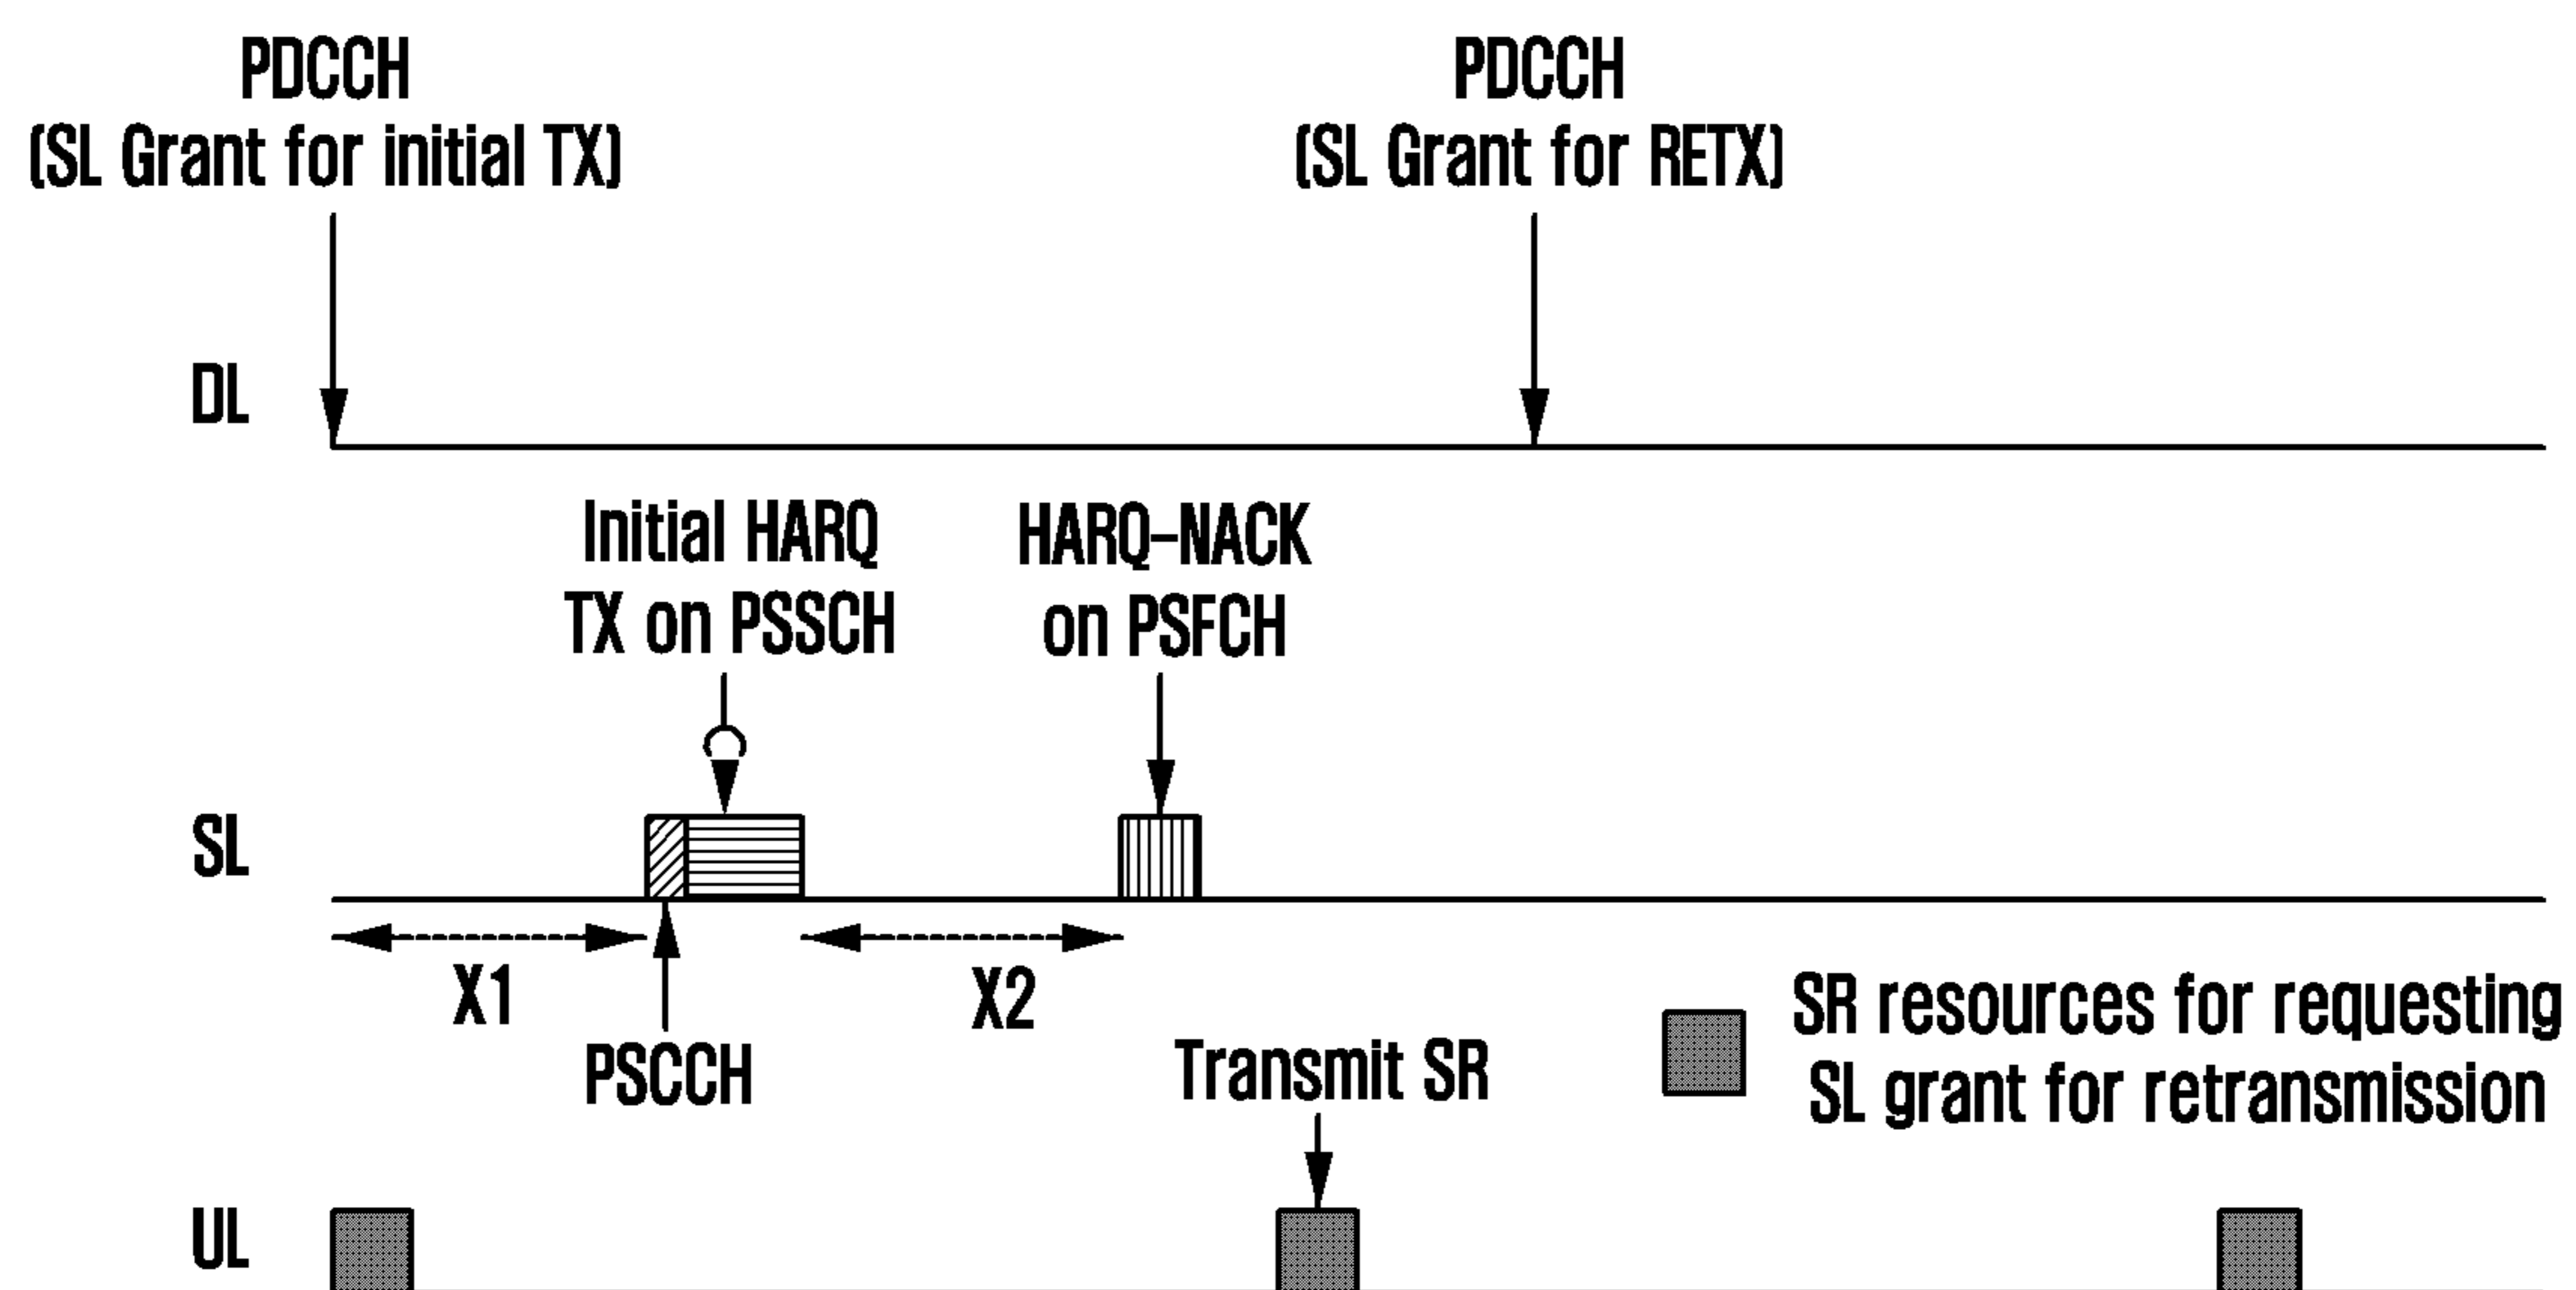 PDCCH
(SL Grant for initial TX)
PDCCH
(SL Grant for RETX)
DL
Initial HARQ
TX on PSSCH
HARQ-NACK
on PSFCH
SL
X1
X2
PSCCH
Transmit SR
SR resources for requesting
SL grant for retransmission
UL